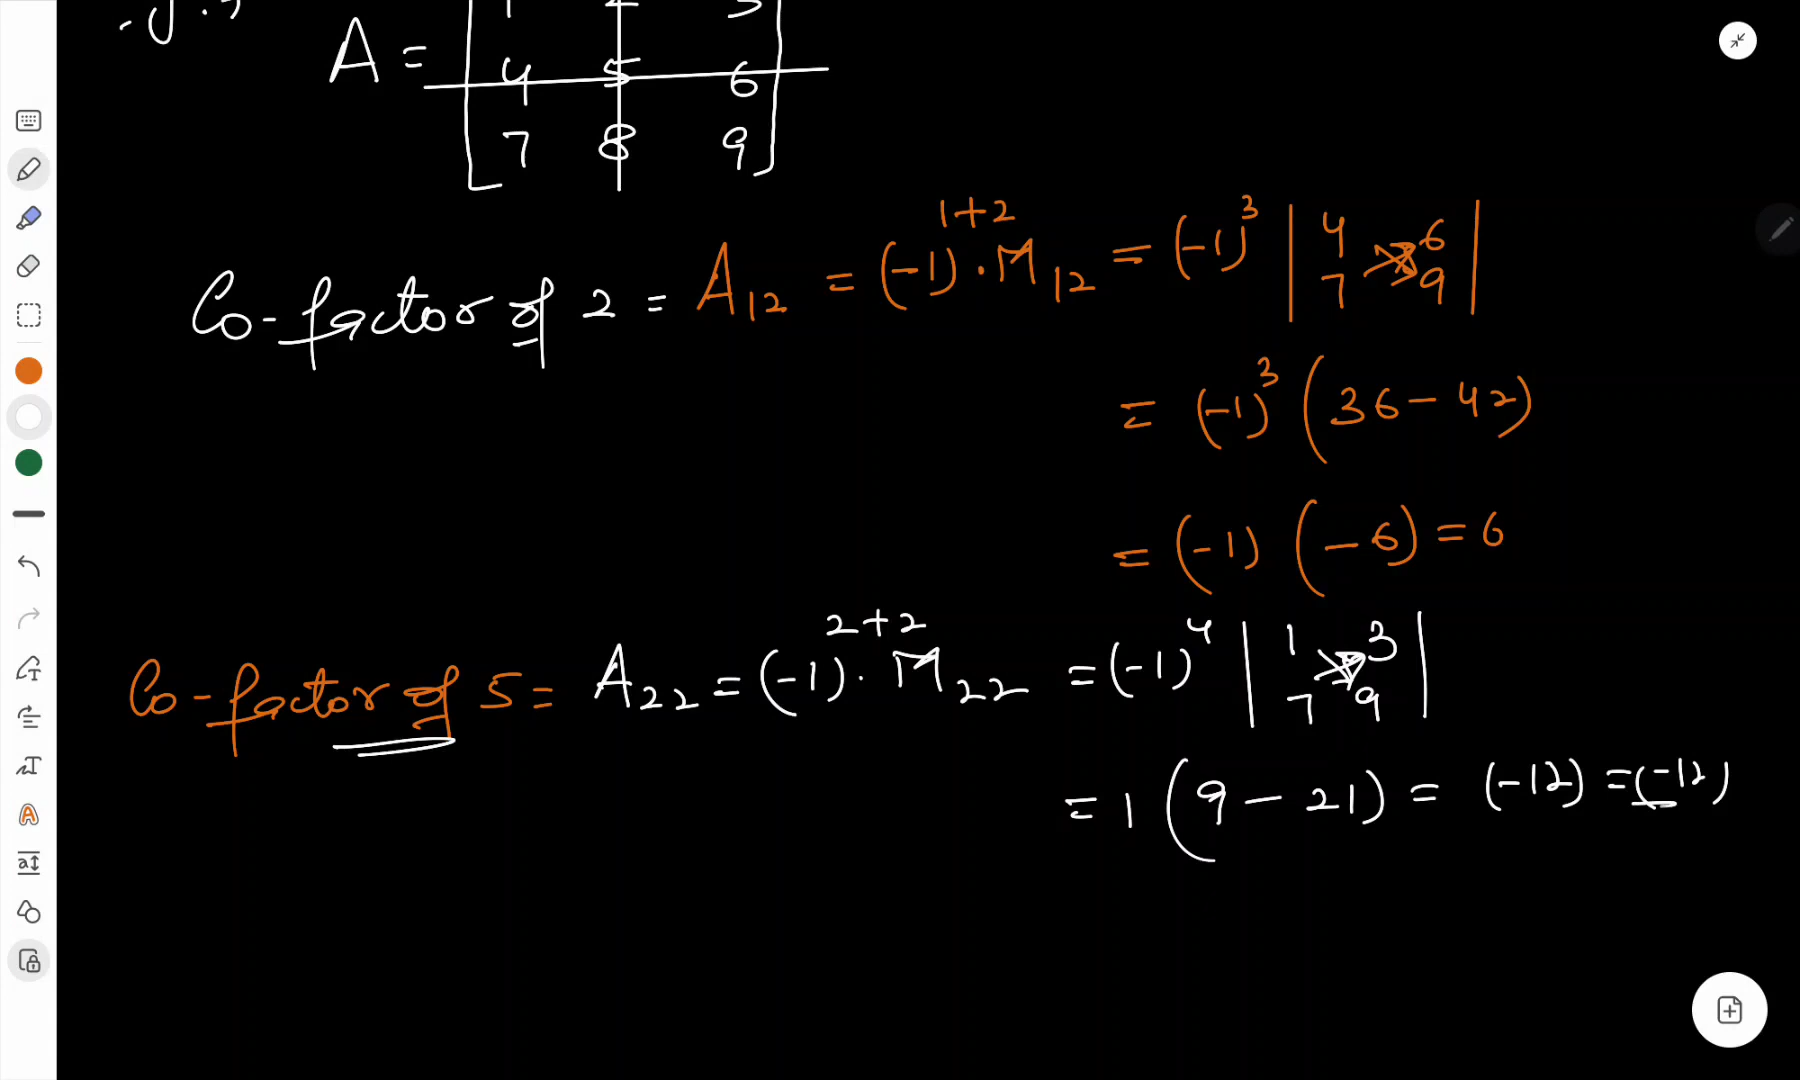 A = [
4 5 6
7 8 9
Co-factor of 2 = A12 = (-1)^1+2 . M12 = (-1)^3 | 4 6
7 9 |
= (-1)^3 (36 - 42)
= (-1) (-6) = 6
Co-factor of 5 = A22 = (-1)^2+2 . M22 = (-1)^4 | 1 3
7 9 |
= 1 (9 - 21) = (-12) = (-12)